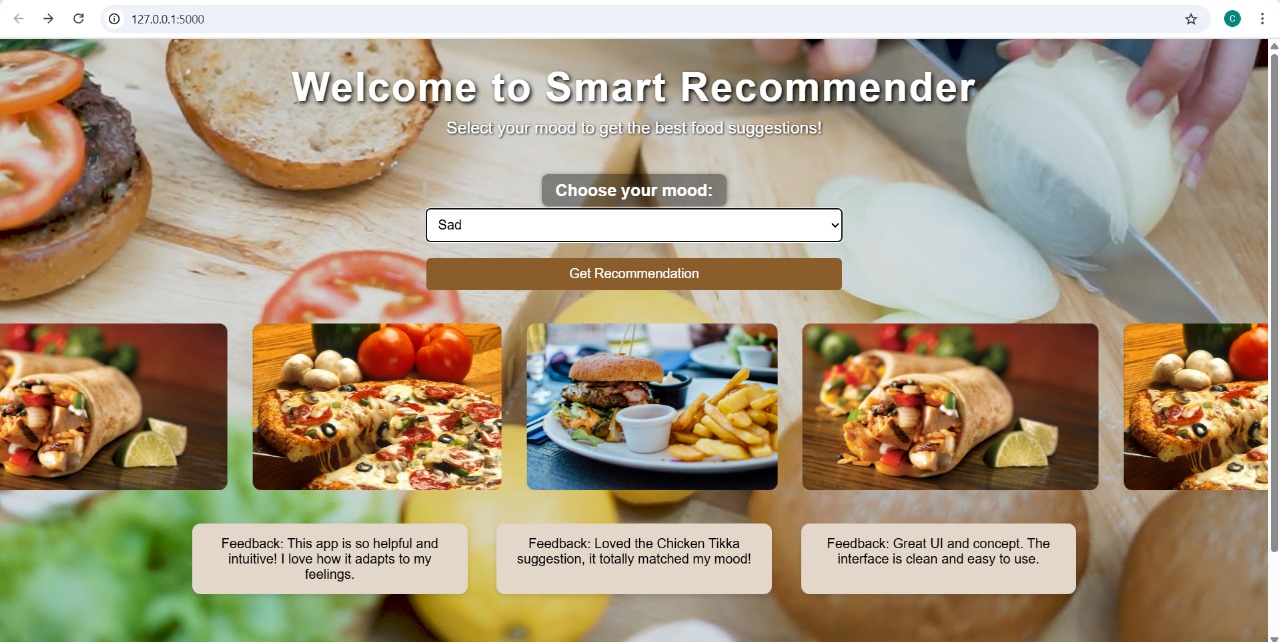 127.0.0.1:5000
C
Welcome to Smart Recommender
Select your mood to get the best food suggestions!
Choose your mood:
Sad
Get Recommendation
Feedback: This app is so helpful and
intuitive! I love how it adapts to my
feelings.
Feedback: Loved the Chicken Tikka
suggestion, it totally matched my mood!
Feedback: Great UI and concept. The
interface is clean and easy to use.